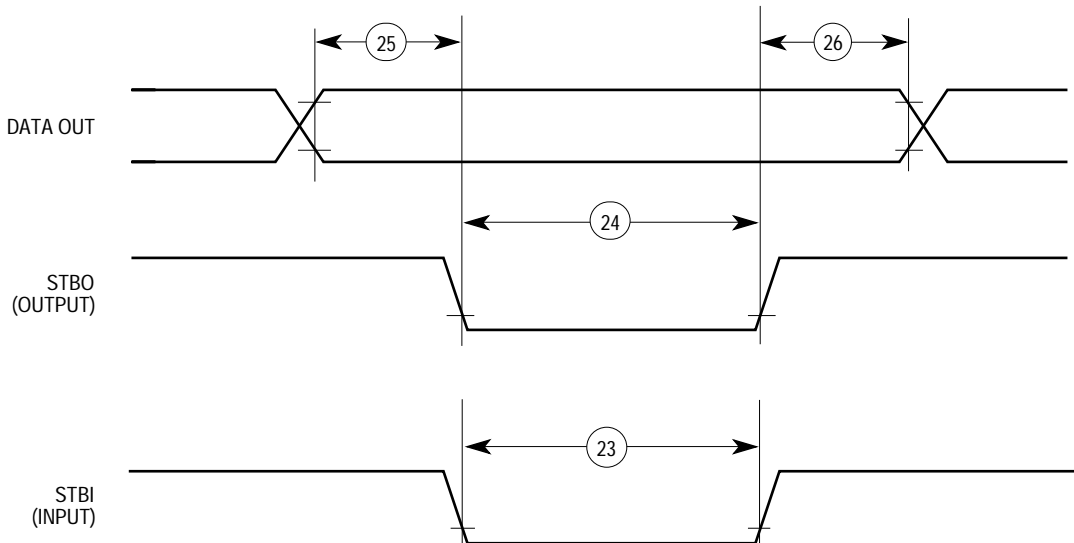 25
26
DATA OUT
24
STBO
(OUTPUT)
23
STBI
(INPUT)